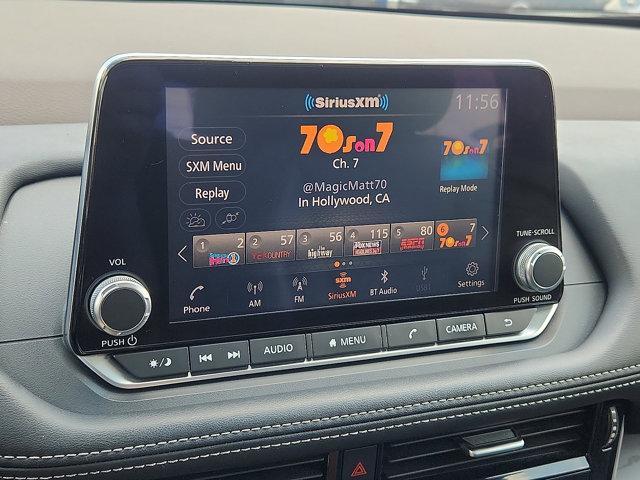 SiriusXM
11:56
Source
SXM Menu
Replay
70s on 7
Ch. 7
@MagicMatt70
In Hollywood, CA
70s on 7
Replay Mode
1 2
2 57
3 56
4 115
5 80
6 7
Y2KOUNTRY
the highway
FOX NEWS
ESPN
70s on 7
Phone
AM
FM
sxm
SiriusXM
BT Audio
USB1
Settings
VOL
PUSH
TUNE·SCROLL
PUSH SOUND
AUDIO
MENU
CAMERA